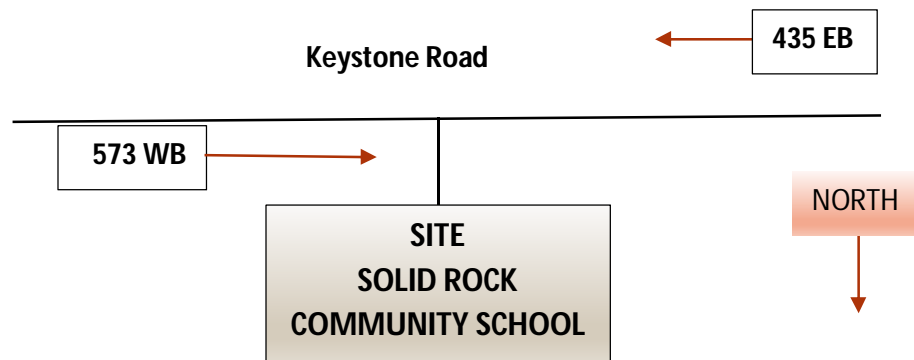 435 EB
Keystone Road
573 WB
NORTH
SITE
SOLID ROCK
COMMUNITY SCHOOL